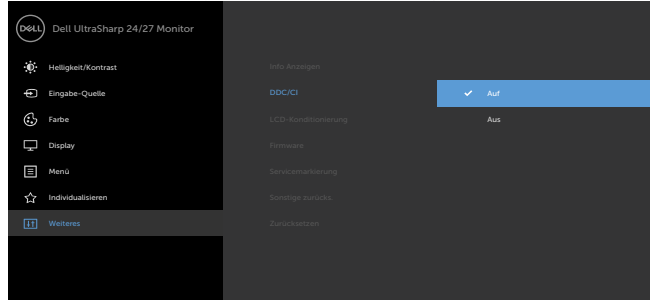 DELL Dell UltraSharp 24/27 Monitor
Helligkeit/Kontrast
Info Anzeigen
Eingabe-Quelle
DDC/CI
Auf
Farbe
LCD-Konditionierung
Aus
Display
Firmware
Menü
Servicemarkierung
Individualisieren
Sonstige zurücks.
Weiteres
Zurücksetzen